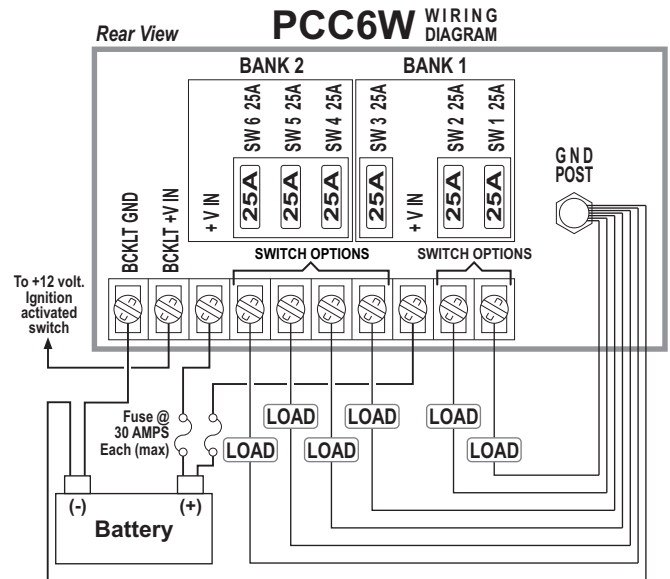 Rear View
PCC6W WIRING
DIAGRAM
BANK 2
BANK 1
BCKLT GND
BCKLT +V IN
+ V IN
SW 6 25A
SW 5 25A
SW 4 25A
SW 3 25A
+ V IN
SW 2 25A
SW 1 25A
25A
25A
25A
25A
25A
25A
GND
POST
SWITCH OPTIONS
SWITCH OPTIONS
To +12 volt.
Ignition
activated
switch
Fuse @
30 AMPS
Each (max)
LOAD
LOAD
LOAD
LOAD
LOAD
LOAD
(-)
(+)
Battery